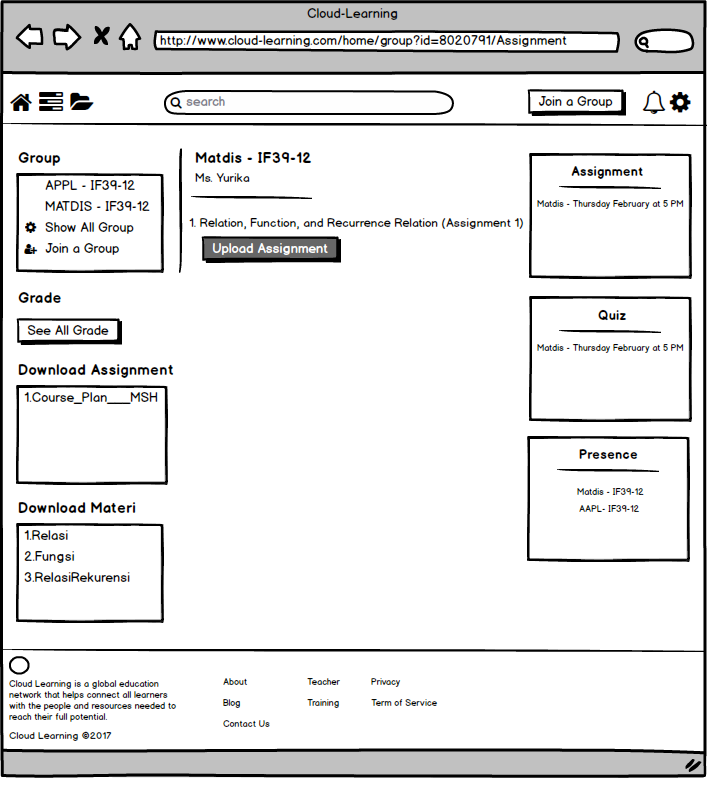 Cloud-Learning
http://www.cloud-learning.com/home/group?id=8020791/Assignment
search
Join a Group
Group
APPL - IF39-12
MATDIS - IF39-12
Show All Group
Join a Group
Grade
See All Grade
Download Assignment
1.Course_Plan___MSH
Download Materi
1.Relasi
2.Fungsi
3.RelasiRekurensi
Matdis - IF39-12
Ms. Yurika
1. Relation, Function, and Recurrence Relation (Assignment 1)
Upload Assignment
Assignment
Matdis - Thursday February at 5 PM
Quiz
Matdis - Thursday February at 5 PM
Presence
Matdis - IF39-12
AAPL- IF39-12
Cloud Learning is a global education
network that helps connect all learners
with the people and resources needed to
reach their full potential.
Cloud Learning ©2017
About
Blog
Contact Us
Teacher
Training
Privacy
Term of Service